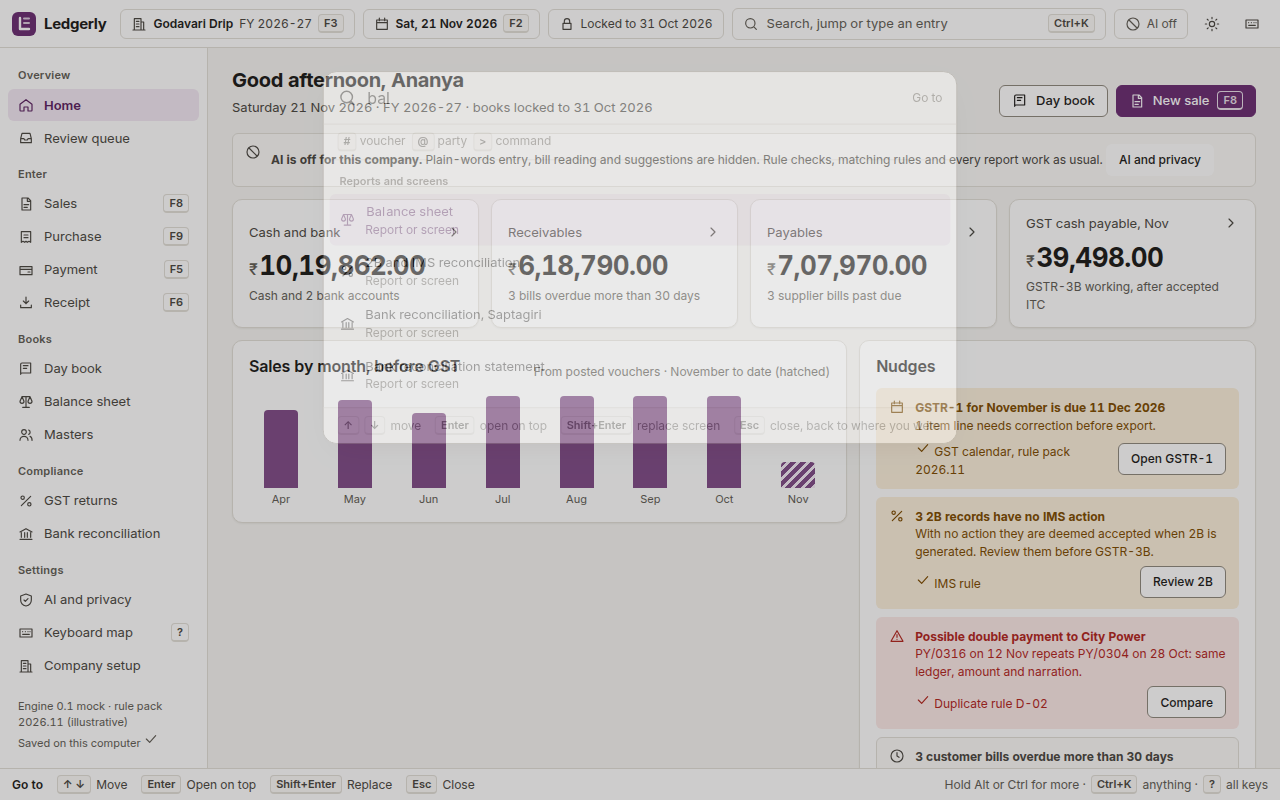 Ledgerly
Godavari Drip FY 2026-27 F3
Sat, 21 Nov 2026 F2
Locked to 31 Oct 2026
Search, jump or type an entry Ctrl+K
AI off
Overview
Home
Review queue
Enter
Sales F8
Purchase F9
Payment F5
Receipt F6
Books
Day book
Balance sheet
Masters
Compliance
GST returns
Bank reconciliation
Settings
AI and privacy
Keyboard map ?
Company setup
Engine 0.1 mock · rule pack
2026.11 (illustrative)
Saved on this computer
Good afternoon, Ananya
Saturday 21 Nov 2026 · FY 2026-27 · books locked to 31 Oct 2026
Day book
New sale F8
bal
Go to
# voucher @ party > command
AI is off for this company. Plain-words entry, bill reading and suggestions are hidden. Rule checks, matching rules and every report work as usual.
AI and privacy
Reports and screens
Balance sheet
Report or screen
2B and IMS reconciliation
Report or screen
Bank reconciliation, Saptagiri
Report or screen
Bank reconciliation statement
Report or screen
↑ ↓ move Enter open on top Shift+Enter replace screen Esc close, back to where you were
Cash and bank
₹10,19,862.00
Cash and 2 bank accounts
Receivables
₹6,18,790.00
3 bills overdue more than 30 days
Payables
₹7,07,970.00
3 supplier bills past due
GST cash payable, Nov
₹39,498.00
GSTR-3B working, after accepted
ITC
Sales by month, before GST
From posted vouchers · November to date (hatched)
Apr May Jun Jul Aug Sep Oct Nov
Nudges
GSTR-1 for November is due 11 Dec 2026
1 item line needs correction before export.
GST calendar, rule pack
2026.11
Open GSTR-1
3 2B records have no IMS action
With no action they are deemed accepted when 2B is
generated. Review them before GSTR-3B.
IMS rule
Review 2B
Possible double payment to City Power
PY/0316 on 12 Nov repeats PY/0304 on 28 Oct: same
ledger, amount and narration.
Duplicate rule D-02
Compare
3 customer bills overdue more than 30 days
Go to ↑ ↓ Move Enter Open on top Shift+Enter Replace Esc Close
Hold Alt or Ctrl for more · Ctrl+K anything · ? all keys